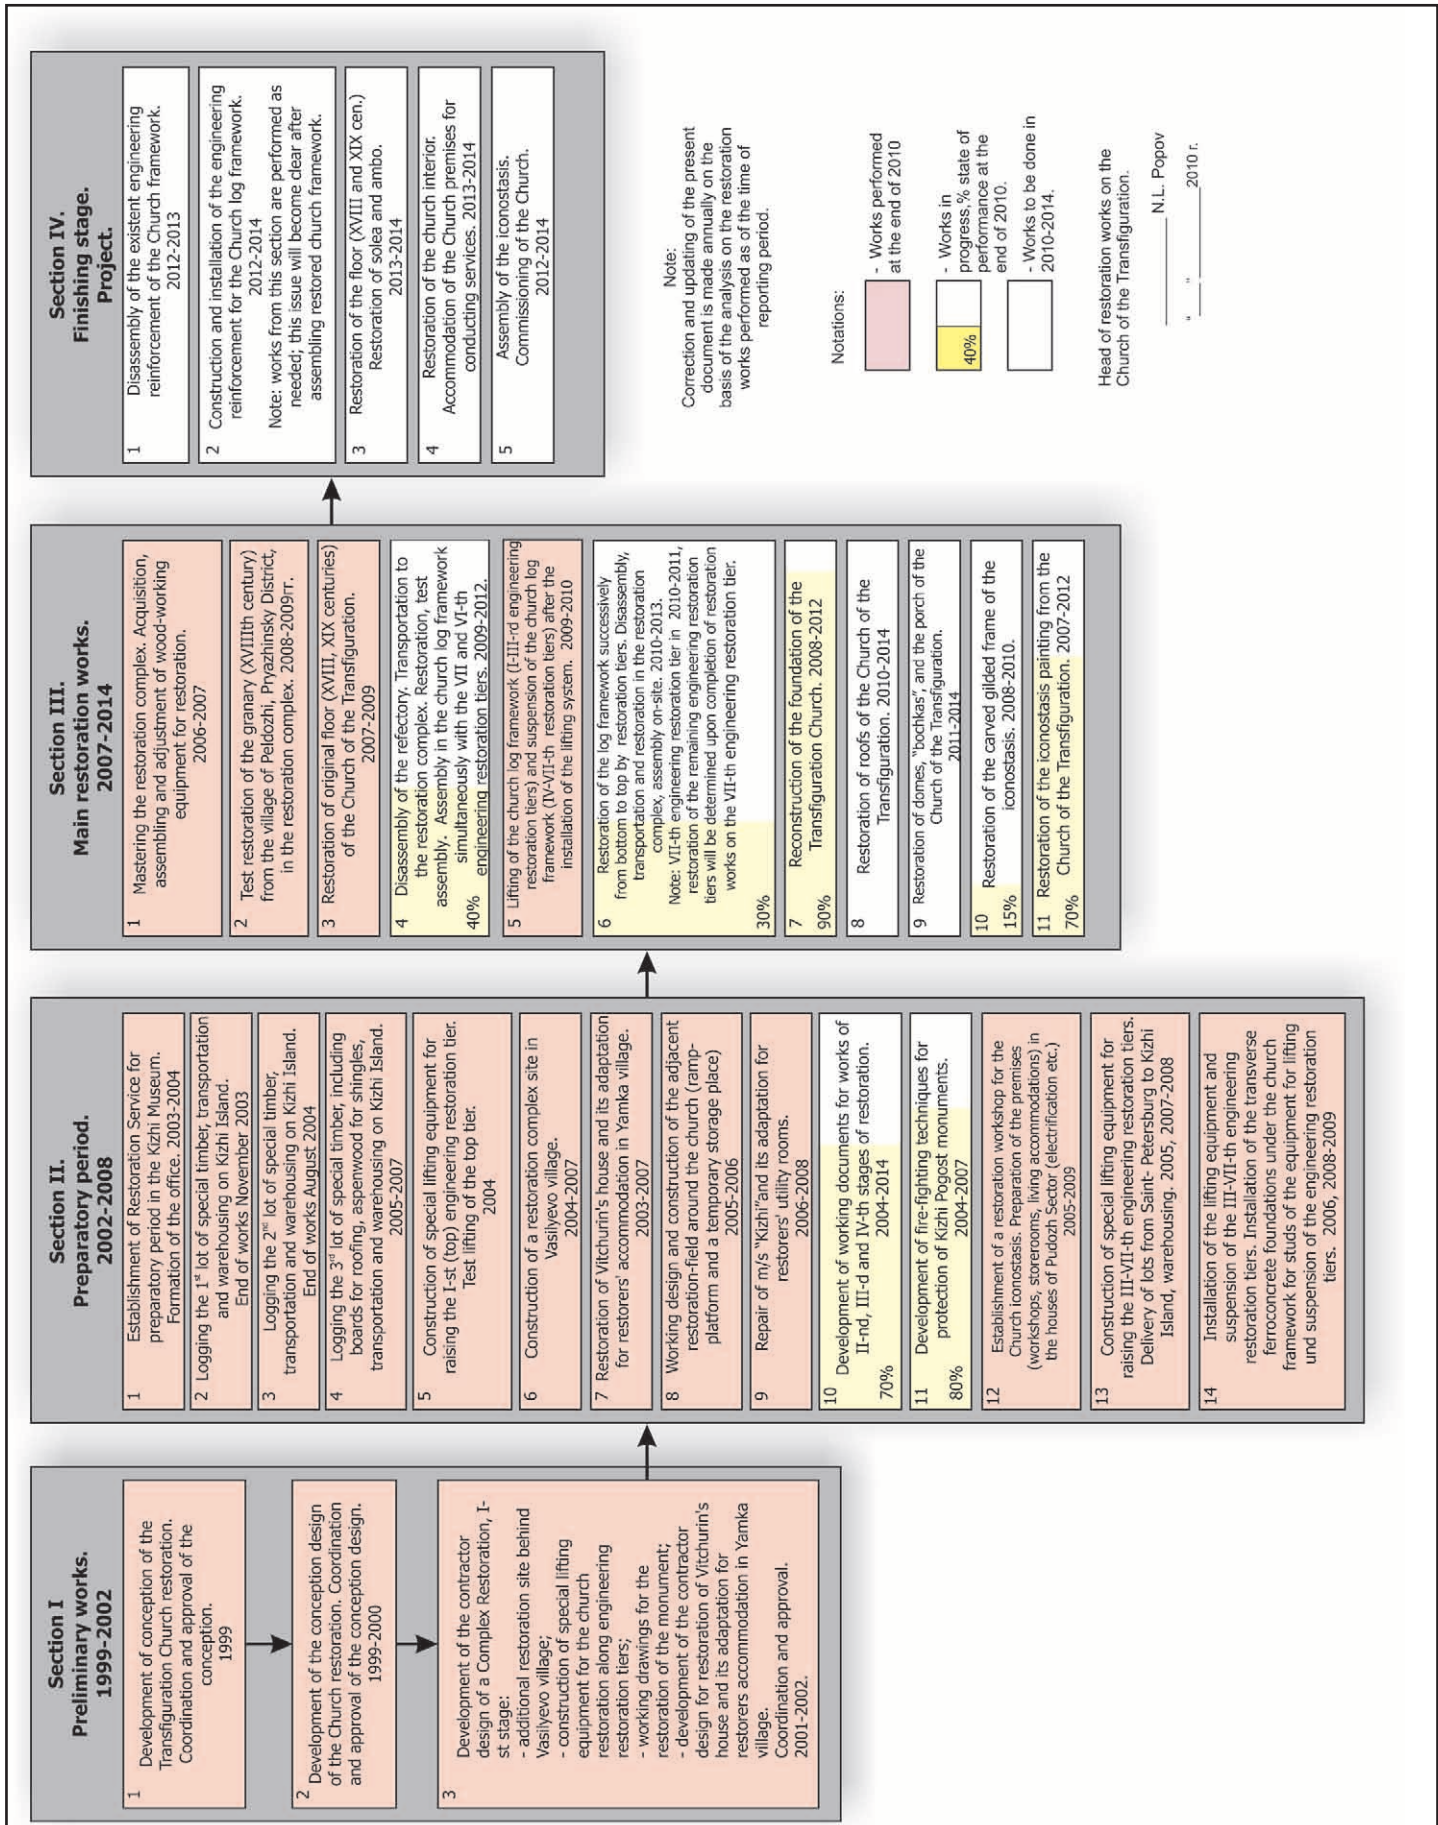 Section I
Preliminary works.
1999-2002
1
Development of conception of the
Transfiguration Church restoration.
Coordination and approval of the
conception.
1999
2
Development of the conception design
of the Church restoration. Coordination
and approval of the conception design.
1999-2000
3
Development of the contractor
design of a Complex Restoration, I-
st stage:
- additional restoration site behind
Vasilyevo village;
- construction of special lifting
equipment for the church
restoration along engineering
restoration tiers;
- working drawings for the
restoration of the monument;
- development of the contractor
design for restoration of Vitchurin's
house and its adaptation for
restorers accommodation in Yamka
village.
Coordination and approval.
2001-2002.
Section II.
Preparatory period.
2002-2008
1 Establishment of Restoration Service for
preparatory period in the Kizhi Museum.
Formation of the office. 2003-2004
2 Logging the 1st lot of special timber, transportation
and warehousing on Kizhi Island.
End of works November 2003
3 Logging the 2nd lot of special timber,
transportation and warehousing on Kizhi Island.
End of works August 2004
4 Logging the 3rd lot of special timber, including
boards for roofing, aspenwood for shingles,
transportation and warehousing on Kizhi Island.
2005-2007
5 Construction of special lifting equipment for
raising the I-st (top) engineering restoration tier.
Test lifting of the top tier.
2004
6 Construction of a restoration complex site in
Vasilyevo village.
2004-2007
7 Restoration of Vitchurin's house and its adaptation
for restorers' accommodation in Yamka village.
2003-2007
8 Working design and construction of the adjacent
restoration-field around the church (ramp-
platform and a temporary storage place)
2005-2006
9 Repair of m/s "Kizhi"and its adaptation for
restorers' utility rooms.
2006-2008
10 Development of working documents for works of
II-nd, III-d and IV-th stages of restoration.
70% 2004-2014
11 Development of fire-fighting techniques for
protection of Kizhi Pogost monuments.
80% 2004-2007
12 Establishment of a restoration workshop for the
Church iconostasis. Preparation of the premises
(workshops, storerooms, living accommodations) in
the houses of Pudozh Sector (electrification etc.)
2005-2009
13 Construction of special lifting equipment for
raising the III-VII-th engineering restoration tiers.
Delivery of lots from Saint- Petersburg to Kizhi
Island, warehousing. 2005, 2007-2008
14 Installation of the lifting equipment and
suspension of the III-VII-th engineering
restoration tiers. Installation of the transverse
ferroconcrete foundations under the church
framework for studs of the equipment for lifting
und suspension of the engineering restoration
tiers. 2006, 2008-2009
Section III.
Main restoration works.
2007-2014
1 Mastering the restoration complex. Acquisition,
assembling and adjustment of wood-working
equipment for restoration.
2006-2007
2 Test restoration of the granary (XVIIIth century)
from the village of Peldozhi, Pryazhinsky District,
in the restoration complex. 2008-2009rr.
3 Restoration of original floor (XVIII, XIX centuries)
of the Church of the Transfiguration.
2007-2009
4 Disassembly of the refectory. Transportation to
the restoration complex. Restoration, test
assembly. Assembly in the church log framework
simultaneously with the VII and VI-th
40% engineering restoration tiers. 2009-2012.
5 Lifting of the church log framework (I-III-rd engineering
restoration tiers) and suspension of the church log
framework (IV-VII-th restoration tiers) after the
installation of the lifting system. 2009-2010
6 Restoration of the log framework successively
from bottom to top by restoration tiers. Disassembly,
transportation and restoration in the restoration
complex, assembly on-site. 2010-2013.
Note: VII-th engineering restoration tier in 2010-2011,
restoration of the remaining engineering restoration
tiers will be determined upon completion of restoration
works on the VII-th engineering restoration tier.
30%
7 Reconstruction of the foundation of the
Transfiguration Church. 2008-2012
90%
8 Restoration of roofs of the Church of the
Transfiguration. 2010-2014
9 Restoration of domes, "bochkas", and the porch of the
Church of the Transfiguration.
2011-2014
10 Restoration of the carved gilded frame of the
15% iconostasis. 2008-2010.
11 Restoration of the iconostasis painting from the
70% Church of the Transfiguration. 2007-2012
Section IV.
Finishing stage.
Project.
1 Disassembly of the existent engineering
reinforcement of the Church framework.
2012-2013
2 Construction and installation of the engineering
reinforcement for the Church log framework.
2012-2014
Note: works from this section are performed as
needed; this issue will become clear after
assembling restored church framework.
3 Restoration of the floor (XVIII and XIX cen.)
Restoration of solea and ambo.
2013-2014
4 Restoration of the church interior.
Accommodation of the Church premises for
conducting services. 2013-2014
5 Assembly of the iconostasis.
Commissioning of the Church.
2012-2014
Note:
Correction and updating of the present
document is made annually on the
basis of the analysis on the restoration
works performed as of the time of
reporting period.
Notations:
- Works performed
at the end of 2010
40%
- Works in
progress,% state of
performance at the
end of 2010.
- Works to be done in
2010-2014.
Head of restoration works on the
Church of the Transfiguration.
N.L. Popov
" " 2010 г.